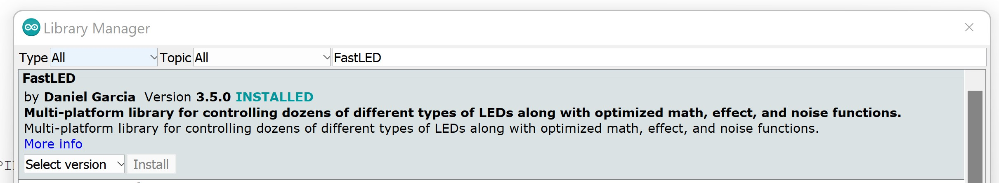 Library Manager
Type All Topic All FastLED
FastLED
by Daniel Garcia Version 3.5.0 INSTALLED
Multi-platform library for controlling dozens of different types of LEDs along with optimized math, effect, and noise functions.
Multi-platform library for controlling dozens of different types of LEDs along with optimized math, effect, and noise functions.
More info
Select version Install